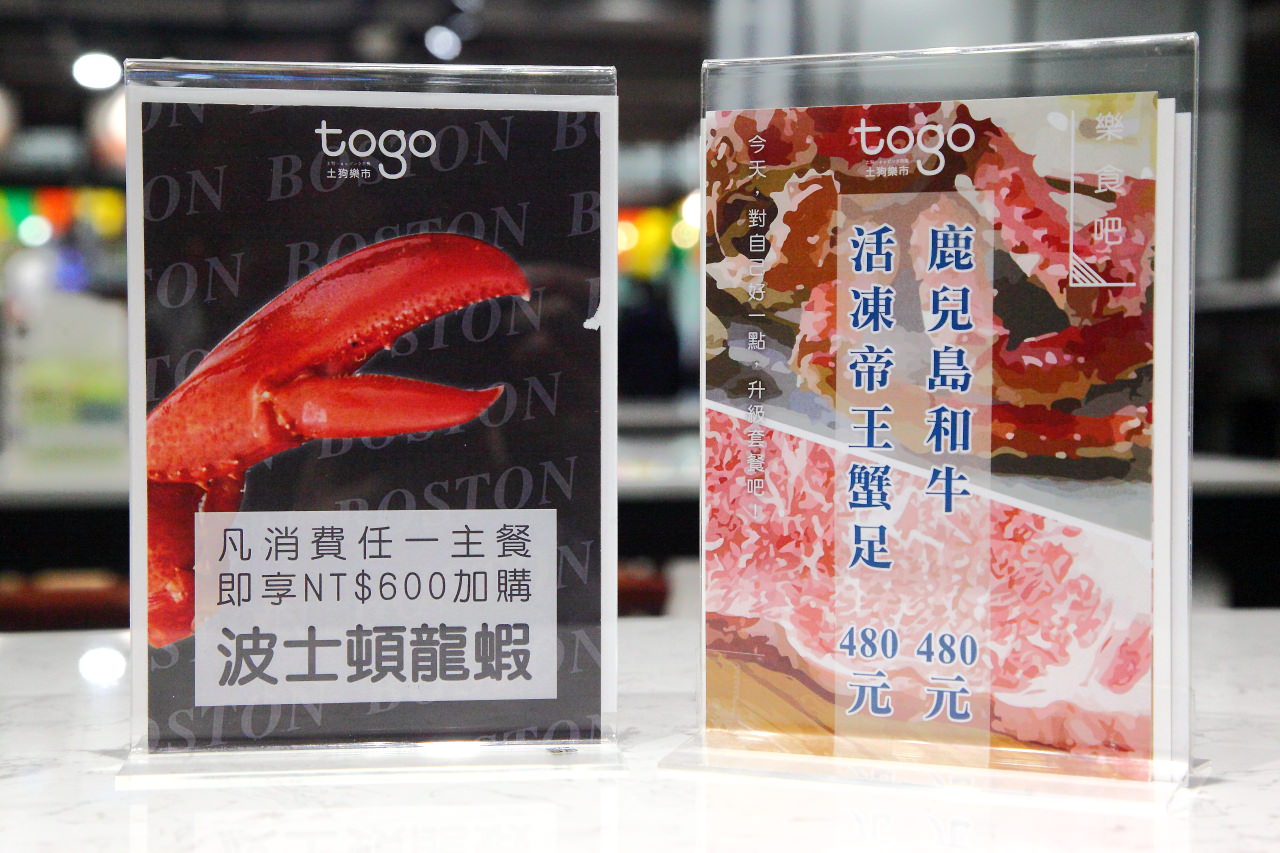 BOSTON BOSTON BOSTON
togo
土狗樂市
凡消費任一主餐
即享NT$600加購
波士頓龍蝦
togo
土狗樂市
樂食吧
鹿兒島和牛 480元
活凍帝王蟹足 480元
今天，對自己好一點，升級套餐吧！